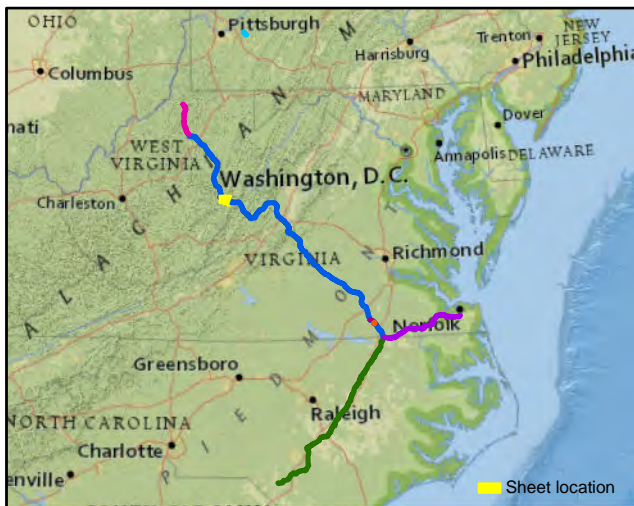 OHIO
Pittsburgh
NEW
JERSEY
Trenton
Harrisburg
Philadelphia
Columbus
MARYLAND
nati
Dover
WEST
VIRGINIA
Annapolis
DELAWARE
Washington, D.C.
Charleston
Richmond
VIRGINIA
A L A C H I A N M
P I E D M O N T
Norfolk
Greensboro
Raleigh
NORTH CAROLINA
Charlotte
enville
Sheet location